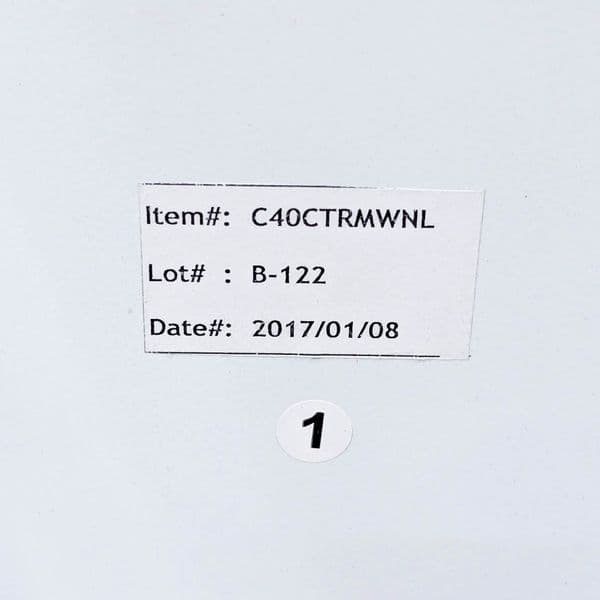 Item#: C40CTRMWNL
Lot# : B-122
Date#: 2017/01/08
1